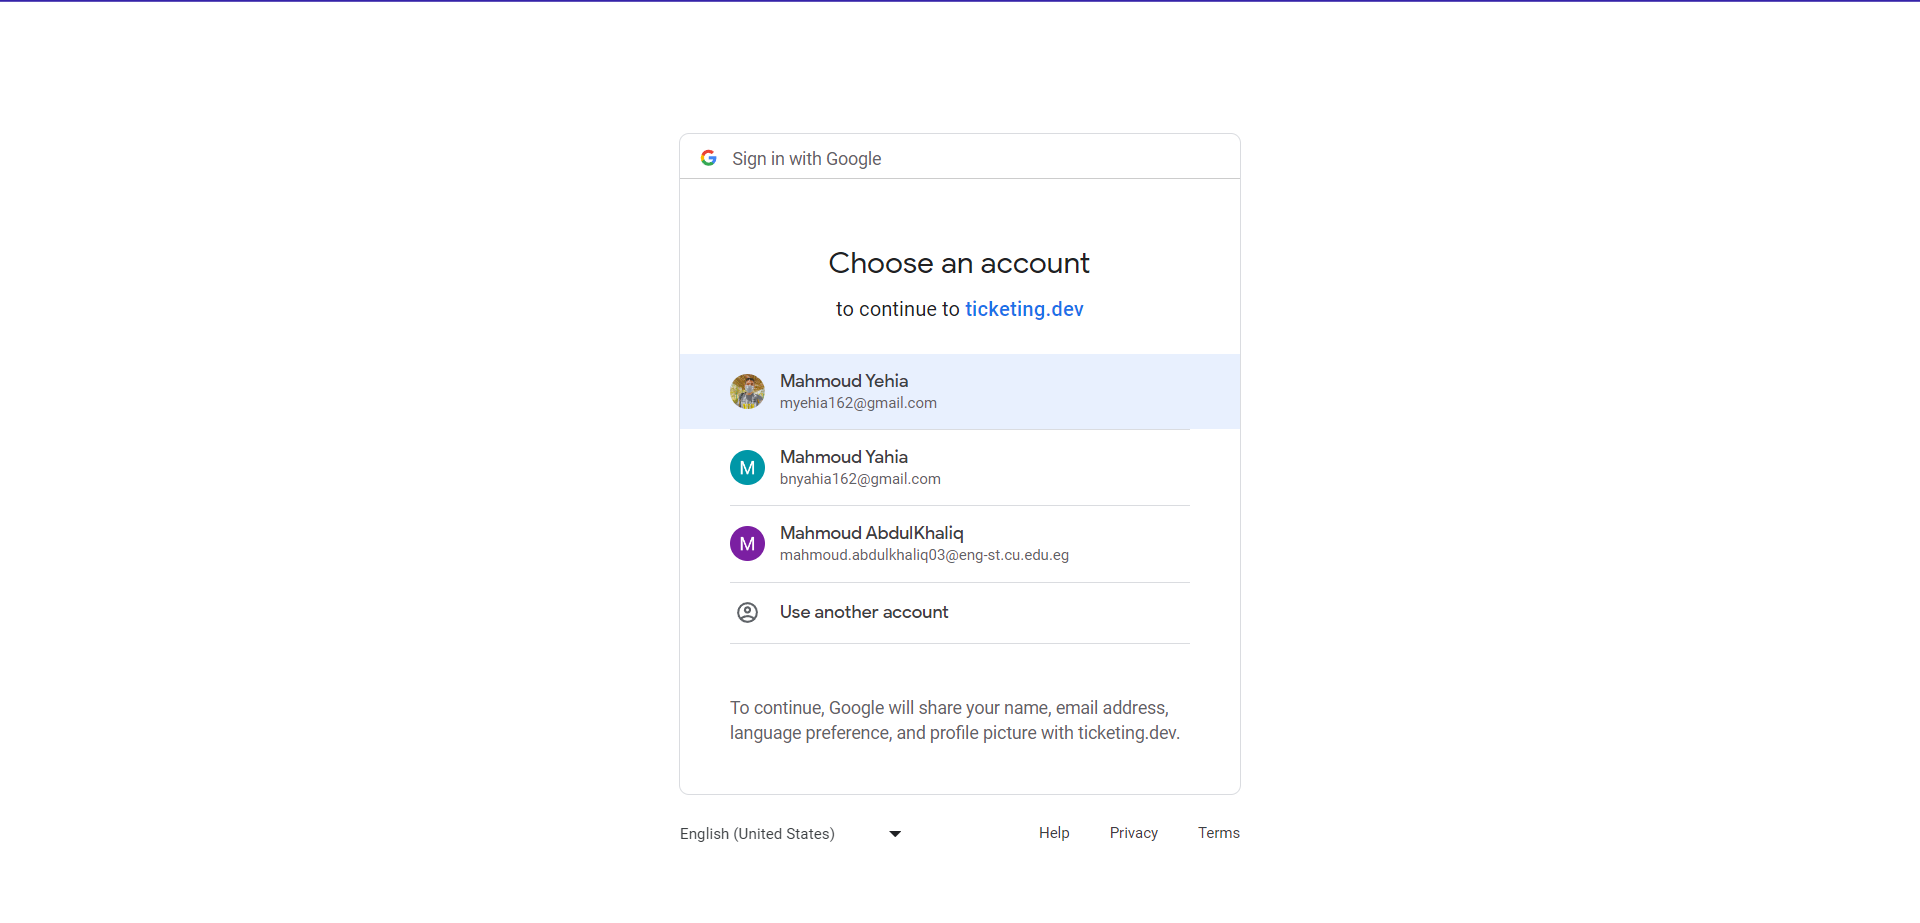 Sign in with Google
Choose an account
to continue to ticketing.dev
Mahmoud Yehia
myehia162@gmail.com
M
Mahmoud Yahia
bnyahia162@gmail.com
M
Mahmoud AbdulKhaliq
mahmoud.abdulkhaliq03@eng-st.cu.edu.eg
Use another account
To continue, Google will share your name, email address,
language preference, and profile picture with ticketing.dev.
English (United States)
Help
Privacy
Terms